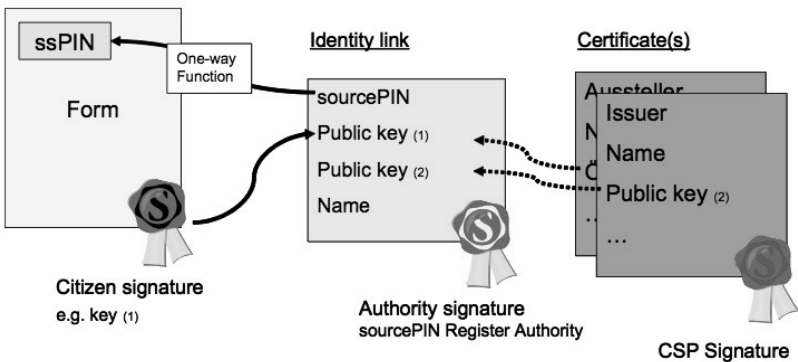 ssPIN
One-way
Function
Form
Citizen signature
e.g. key (1)
Identity link
sourcePIN
Public key (1)
Public key (2)
Name
Authority signature
sourcePIN Register Authority
Certificate(s)
Aussteller
N
Ö
..
Issuer
Name
Public key (2)
...
CSP Signature